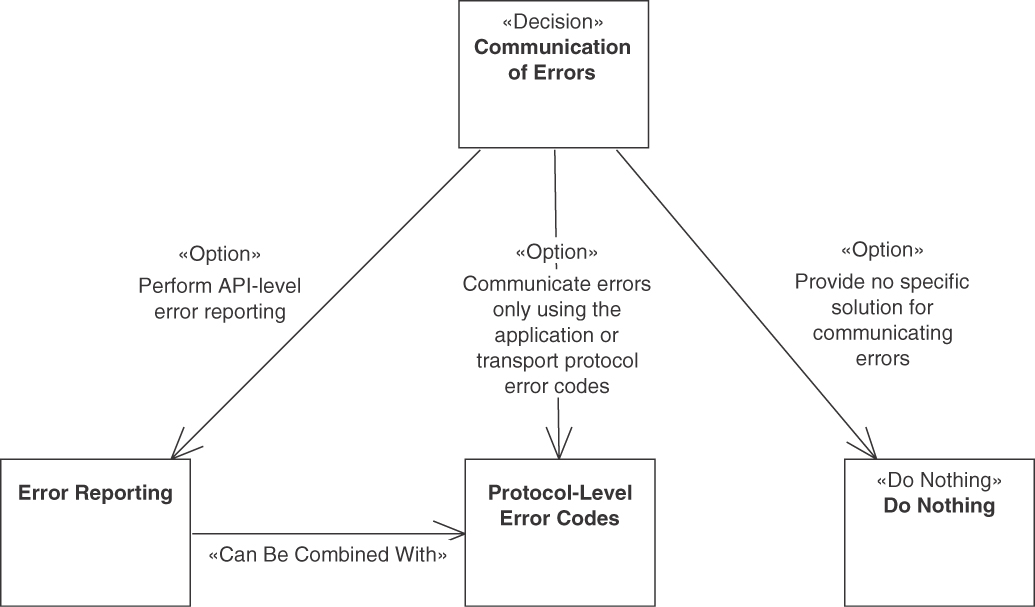 «Decision»
Communication
of Errors
«Option»
Perform API-level
error reporting
«Option»
Communicate errors
only using the
application or
transport protocol
error codes
«Option»
Provide no specific
solution for
communicating
errors
Error Reporting
«Can Be Combined With»
Protocol-Level
Error Codes
«Do Nothing»
Do Nothing